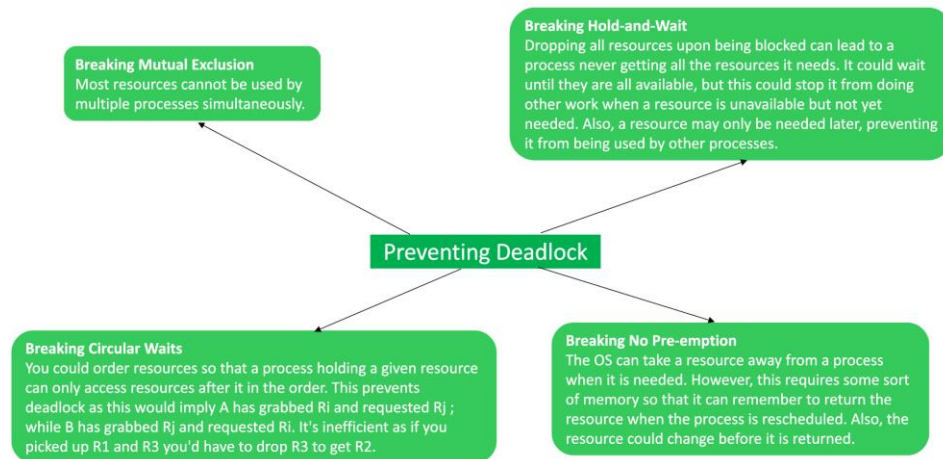 Breaking Mutual Exclusion
Most resources cannot be used by
multiple processes simultaneously.
Breaking Hold-and-Wait
Dropping all resources upon being blocked can lead to a
process never getting all the resources it needs. It could wait
until they are all available, but this could stop it from doing
other work when a resource is unavailable but not yet
needed. Also, a resource may only be needed later, preventing
it from being used by other processes.
Preventing Deadlock
Breaking Circular Waits
You could order resources so that a process holding a given resource
can only access resources after it in the order. This prevents
deadlock as this would imply A has grabbed Ri and requested Rj ;
while B has grabbed Rj and requested Ri. It's inefficient as if you
picked up R1 and R3 you'd have to drop R3 to get R2.
Breaking No Pre-emption
The OS can take a resource away from a process
when it is needed. However, this requires some sort
of memory so that it can remember to return the
resource when the process is rescheduled. Also, the
resource could change before it is returned.